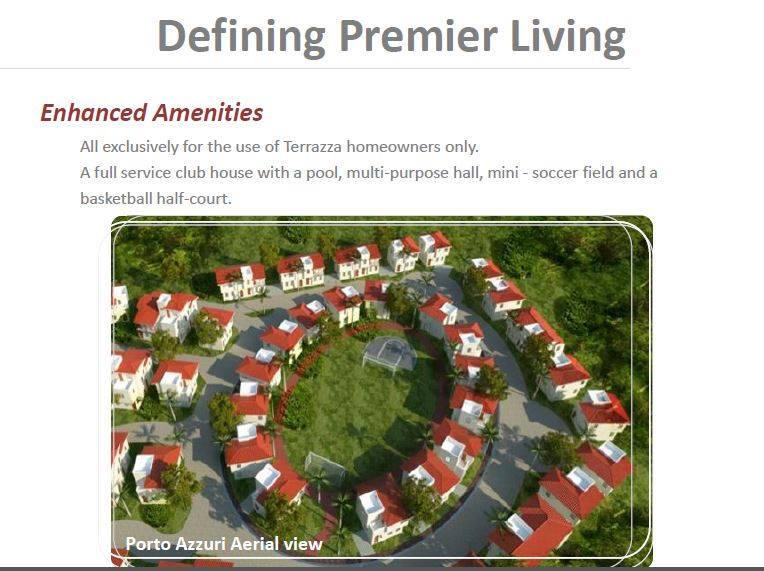 Defining Premier Living
Enhanced Amenities
All exclusively for the use of Terrazza homeowners only.
A full service club house with a pool, multi-purpose hall, mini - soccer field and a
basketball half-court.
Porto Azzuri Aerial view